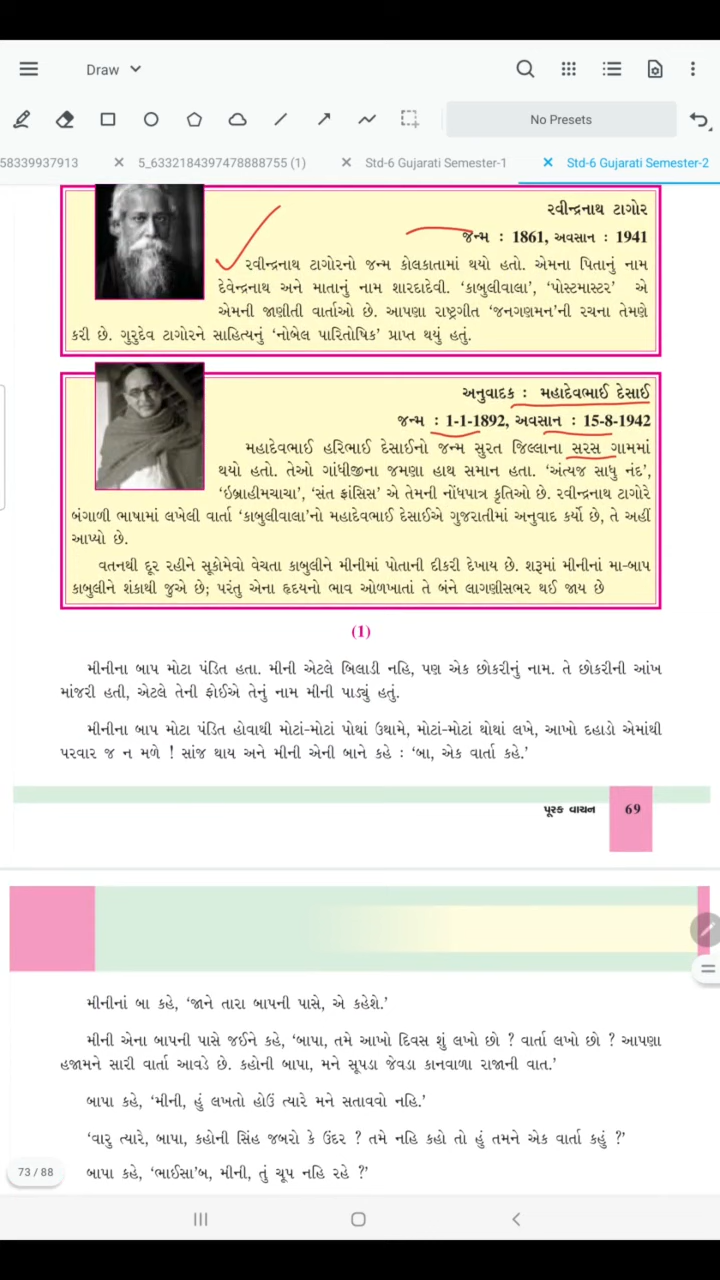 Draw
No Presets
58339937913
5_6332184397478888755 (1)
Std-6 Gujarati Semester-1
Std-6 Gujarati Semester-2
રવીન્દ્રનાથ ટાગોર
જન્મ : 1861, અવસાન : 1941
રવીન્દ્રનાથ ટાગોરનો જન્મ કોલકાતામાં થયો હતો. એમના પિતાનું નામ
દેવેન્દ્રનાથ અને માતાનું નામ શારદાદેવી. ‘કાબુલીવાલા’, ‘પોસ્ટમાસ્ટર’ એ
એમની જાણીતી વાર્તાઓ છે. આપણા રાષ્ટ્રગીત ‘જનગણમન’ની રચના તેમણે
કરી છે. ગુરુદેવ ટાગોરને સાહિત્યનું ‘નોબેલ પારિતોષિક’ પ્રાપ્ત થયું હતું.
અનુવાદક : મહાદેવભાઈ દેસાઈ
જન્મ : 1-1-1892, અવસાન : 15-8-1942
મહાદેવભાઈ હરિભાઈ દેસાઈનો જન્મ સુરત જિલ્લાના સરસ ગામમાં
થયો હતો. તેઓ ગાંધીજીના જમણા હાથ સમાન હતા. ‘અંત્યજ સાધુ નંદ’,
‘ઇબ્રાહીમચાચા’, ‘સંત ફ્રાંસિસ’ એ તેમની નોંધપાત્ર કૃતિઓ છે. રવીન્દ્રનાથ ટાગોરે
બંગાળી ભાષામાં લખેલી વાર્તા ‘કાબુલીવાલા’નો મહાદેવભાઈ દેસાઈએ ગુજરાતીમાં અનુવાદ કર્યો છે, તે અહીં
આપ્યો છે.
વતનથી દૂર રહીને સૂકોમેવો વેચતા કાબુલીને મીનીમાં પોતાની દીકરી દેખાય છે. શરૂમાં મીનીનાં મા-બાપ
કાબુલીને શંકાથી જુએ છે; પરંતુ એના હૃદયનો ભાવ ઓળખાતાં તે બંને લાગણીસભર થઈ જાય છે
(1)
મીનીના બાપ મોટા પંડિત હતા. મીની એટલે બિલાડી નહિ, પણ એક છોકરીનું નામ. તે છોકરીની આંખ
માંજરી હતી, એટલે તેની ફોઈએ તેનું નામ મીની પાડ્યું હતું.
મીનીના બાપ મોટા પંડિત હોવાથી મોટાં-મોટાં પોથાં ઉથામે, મોટાં-મોટાં થોથાં લખે, આખો દહાડો એમાંથી
પરવાર જ ન મળે ! સાંજ થાય અને મીની એની બાને કહે : ‘બા, એક વાર્તા કહે.’
પૂરક વાચન 69
મીનીનાં બા કહે, ‘જાને તારા બાપની પાસે, એ કહેશે.’
મીની એના બાપની પાસે જઈને કહે, ‘બાપા, તમે આખો દિવસ શું લખો છો ? વાર્તા લખો છો ? આપણા
હજામને સારી વાર્તા આવડે છે. કહોની બાપા, મને સૂપડા જેવડા કાનવાળા રાજાની વાત.’
બાપા કહે, ‘મીની, હું લખતો હોઉં ત્યારે મને સતાવવો નહિ.’
‘વારુ ત્યારે, બાપા, કહોની સિંહ જબરો કે ઉંદર ? તમે નહિ કહો તો હું તમને એક વાર્તા કહું ?’
બાપા કહે, ‘ભાઈસા’બ, મીની, તું ચૂપ નહિ રહે ?’
73 / 88